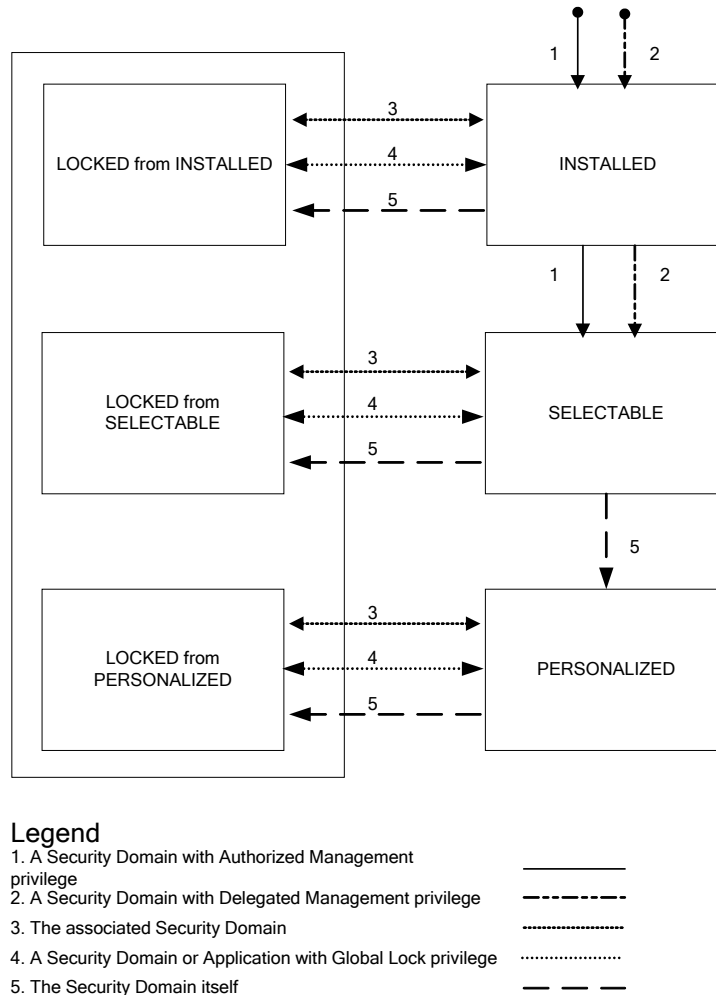 1
2
3
LOCKED from INSTALLED
4
INSTALLED
5
1
2
3
LOCKED from
SELECTABLE
4
SELECTABLE
5
5
3
LOCKED from
PERSONALIZED
4
PERSONALIZED
5
Legend
1. A Security Domain with Authorized Management
privilege
2. A Security Domain with Delegated Management privilege
3. The associated Security Domain
4. A Security Domain or Application with Global Lock privilege
5. The Security Domain itself